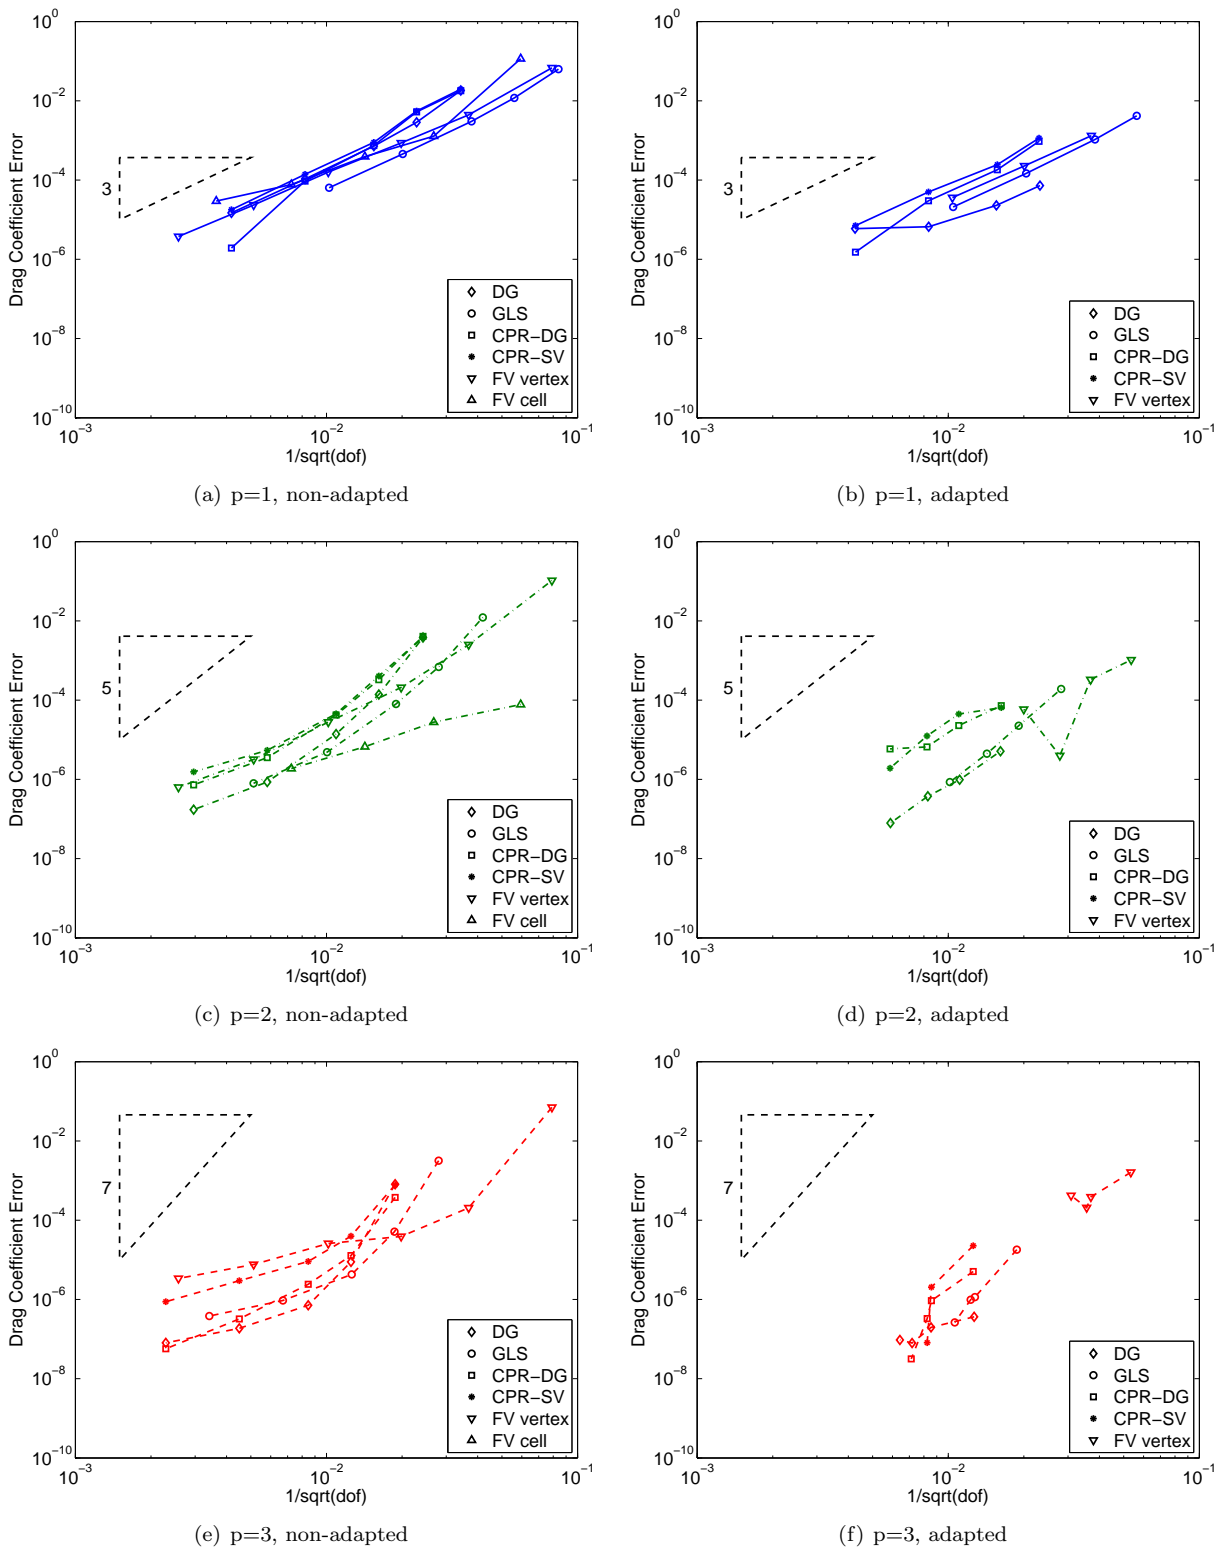 10^0
10^−2
10^−4
10^−6
10^−8
10^−10
Drag Coefficient Error
3
DG
GLS
CPR−DG
CPR−SV
FV vertex
FV cell
10^−3
10^−2
10^−1
1/sqrt(dof)
(a) p=1, non-adapted
10^0
10^−2
10^−4
10^−6
10^−8
10^−10
Drag Coefficient Error
3
DG
GLS
CPR−DG
CPR−SV
FV vertex
10^−3
10^−2
10^−1
1/sqrt(dof)
(b) p=1, adapted
10^0
10^−2
10^−4
10^−6
10^−8
10^−10
Drag Coefficient Error
5
DG
GLS
CPR−DG
CPR−SV
FV vertex
FV cell
10^−3
10^−2
10^−1
1/sqrt(dof)
(c) p=2, non-adapted
10^0
10^−2
10^−4
10^−6
10^−8
10^−10
Drag Coefficient Error
5
DG
GLS
CPR−DG
CPR−SV
FV vertex
10^−3
10^−2
10^−1
1/sqrt(dof)
(d) p=2, adapted
10^0
10^−2
10^−4
10^−6
10^−8
10^−10
Drag Coefficient Error
7
DG
GLS
CPR−DG
CPR−SV
FV vertex
FV cell
10^−3
10^−2
10^−1
1/sqrt(dof)
(e) p=3, non-adapted
10^0
10^−2
10^−4
10^−6
10^−8
10^−10
Drag Coefficient Error
7
DG
GLS
CPR−DG
CPR−SV
FV vertex
10^−3
10^−2
10^−1
1/sqrt(dof)
(f) p=3, adapted